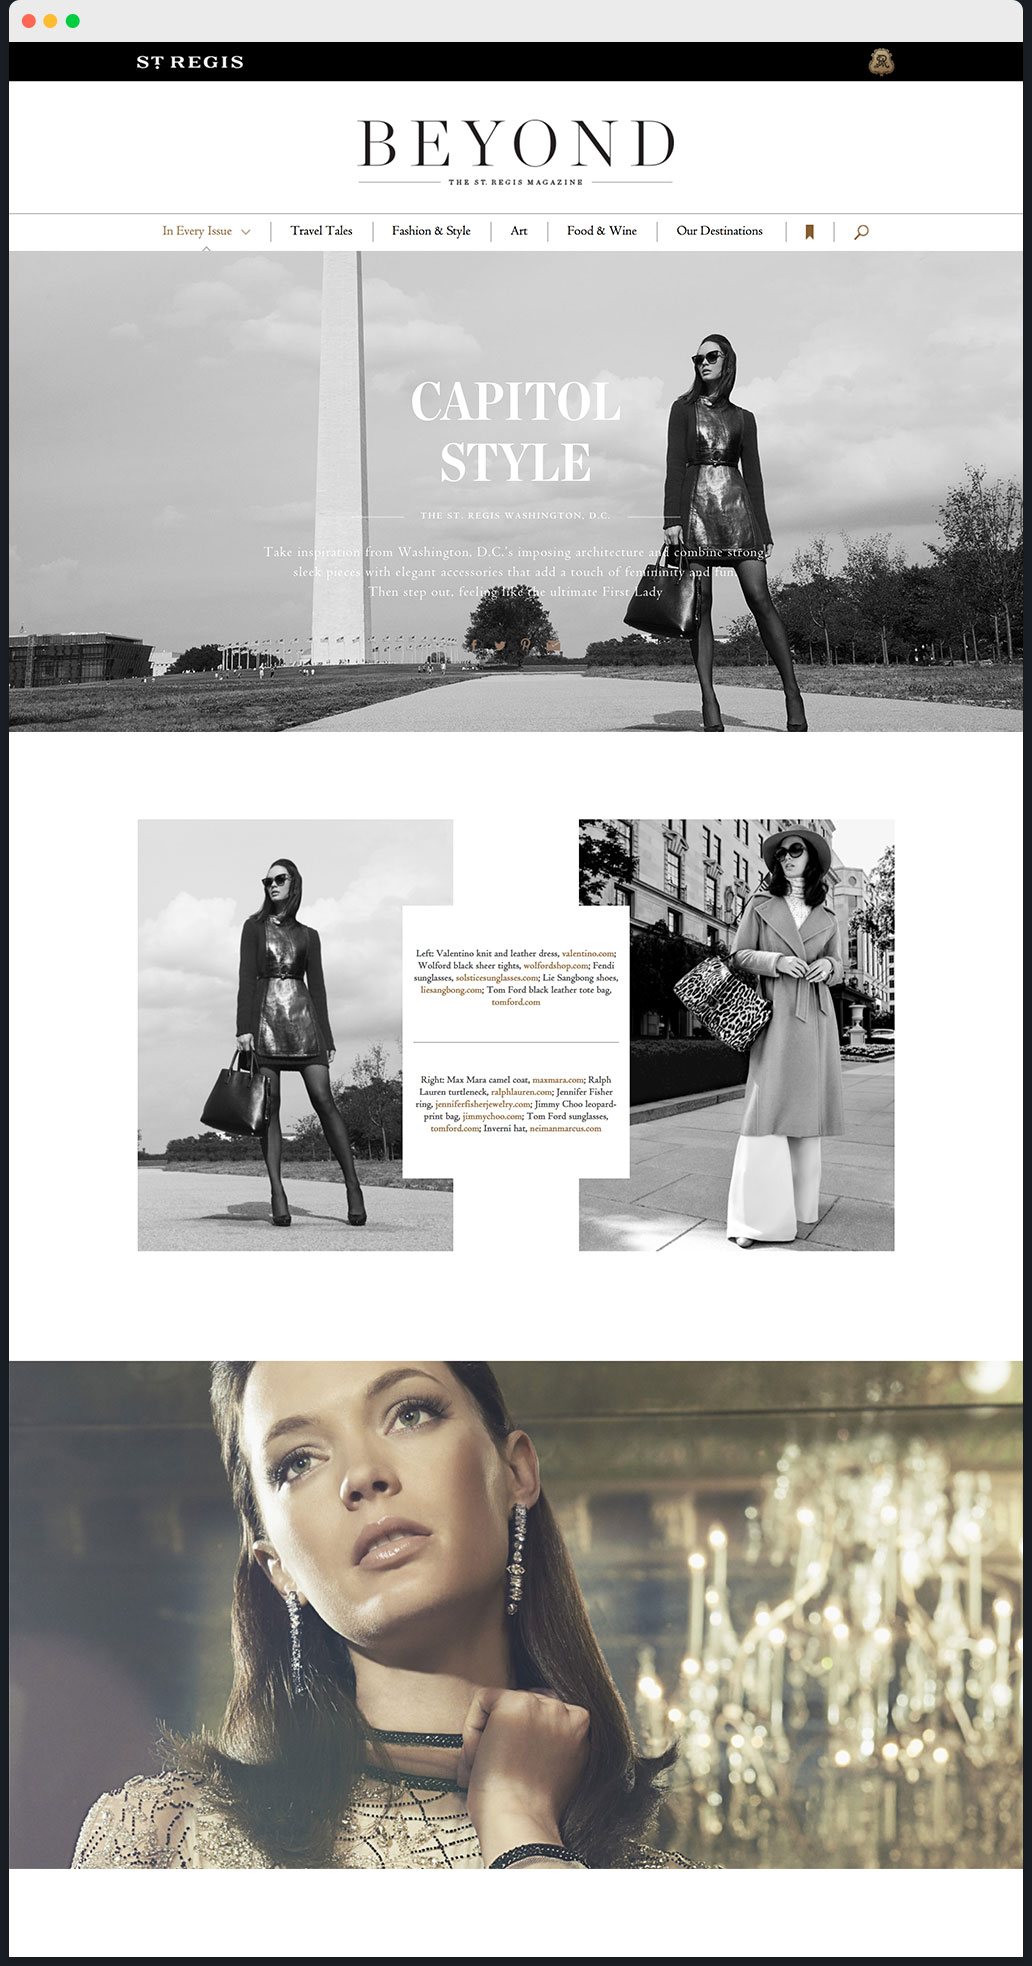 ST REGIS
BEYOND
THE ST. REGIS MAGAZINE
In Every Issue
Travel Tales
Fashion & Style
Art
Food & Wine
Our Destinations
CAPITOL
STYLE
THE ST. REGIS WASHINGTON, D.C.
Take inspiration from Washington, D.C.'s imposing architecture and combine strong,
sleek pieces with elegant accessories that add a touch of femininity and fun.
Then step out, feeling like the ultimate First Lady
Left: Valentino knit and leather dress, valentino.com;
Wolford black sheer tights, wolfordshop.com; Fendi
sunglasses, solsticesunglasses.com; Lie Sangbong shoes,
liesangbong.com; Tom Ford black leather tote bag,
tomford.com
Right: Max Mara camel coat, maxmara.com; Ralph
Lauren turtleneck, ralphlauren.com; Jennifer Fisher
ring, jenniferfisherjewelry.com; Jimmy Choo leopard-
print bag, jimmychoo.com; Tom Ford sunglasses,
tomford.com; Inverni hat, neimanmarcus.com